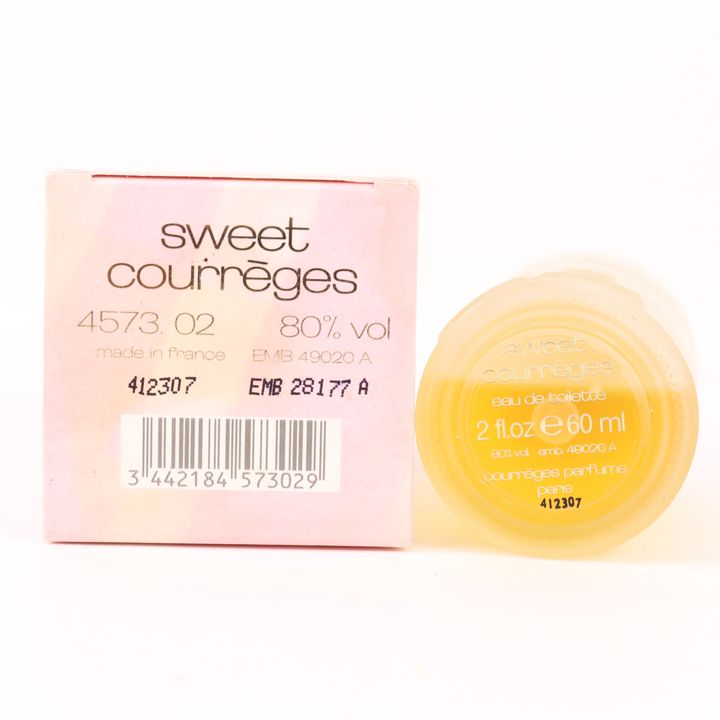 sweet
courrēges
4573. 02 80% vol
made in france EMB 49020 A
412307 EMB 28177 A
3 442184 573029
sweet
courrèges
eau de toilette
2 fl.oz ℮ 60 ml
80% vol emb. 49020 A
courrèges parfums
paris
412307